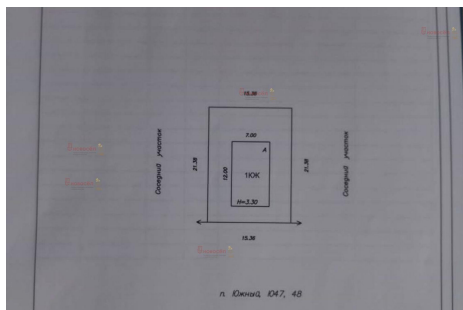 15.38
7.00
А
Соседний участок
21.38
12.00
1КЖ
21.38
Соседний участок
Н=3.30
15.38
п. Южный, Ю47, 48